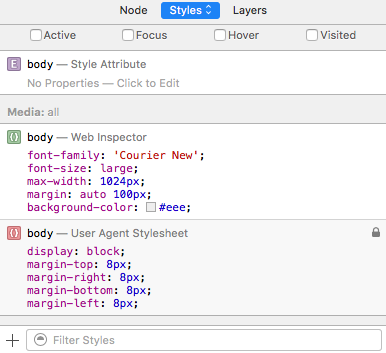 Node Styles Layers
Active Focus Hover Visited
E body — Style Attribute
No Properties — Click to Edit
Media: all
{} body — Web Inspector
font-family: 'Courier New';
font-size: large;
max-width: 1024px;
margin: auto 100px;
background-color: #eee;
{} body — User Agent Stylesheet
display: block;
margin-top: 8px;
margin-right: 8px;
margin-bottom: 8px;
margin-left: 8px;
Filter Styles